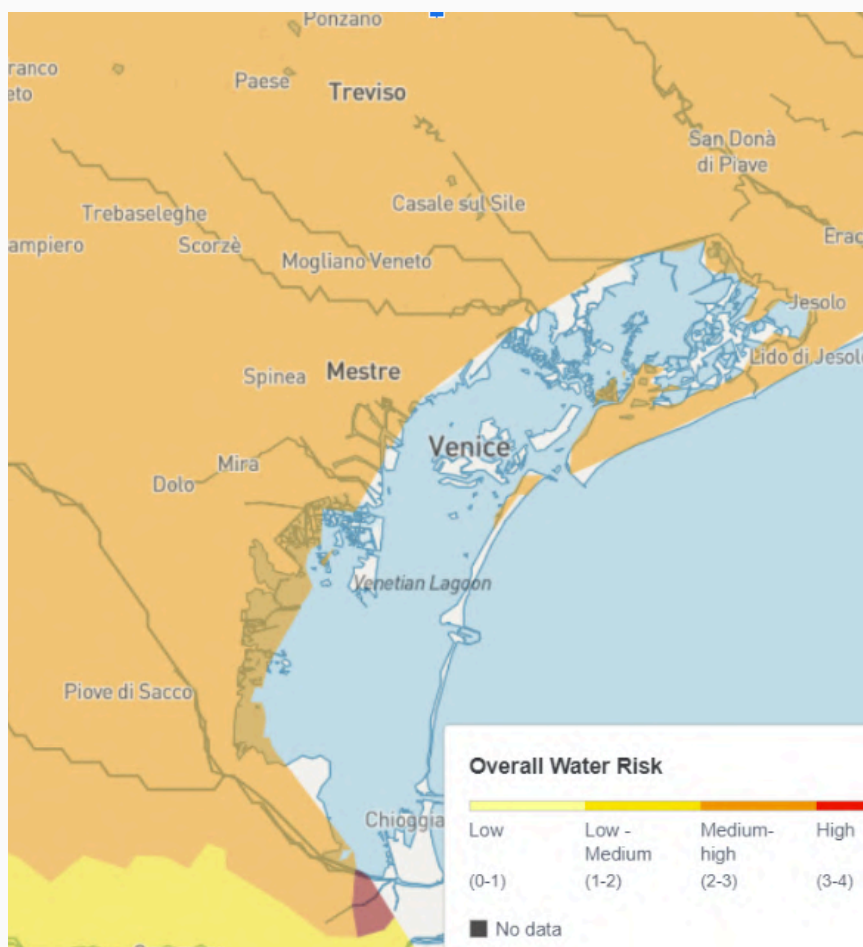 Ponzano
ranco
eto
Paese
Treviso
San Donà
di Piave
Trebaseleghe
Casale sul Sile
ampiero
Scorzè
Mogliano Veneto
Erac
Jesolo
Lido di Jesolo
Spinea
Mestre
Venice
Mira
Dolo
Venetian Lagoon
Piove di Sacco
Chioggia
Overall Water Risk
Low
Low -
Medium
Medium-
high
High
(0-1)
(1-2)
(2-3)
(3-4)
No data